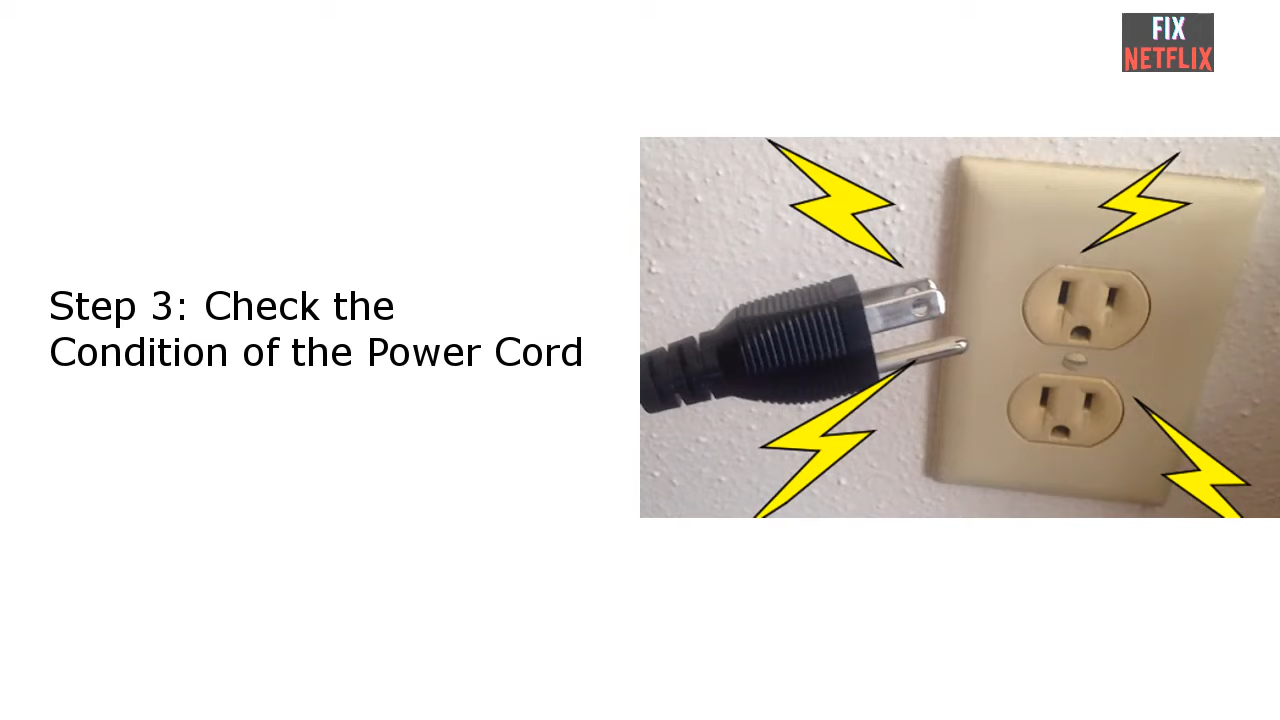 FIX
NETFLIX
Step 3: Check the
Condition of the Power Cord